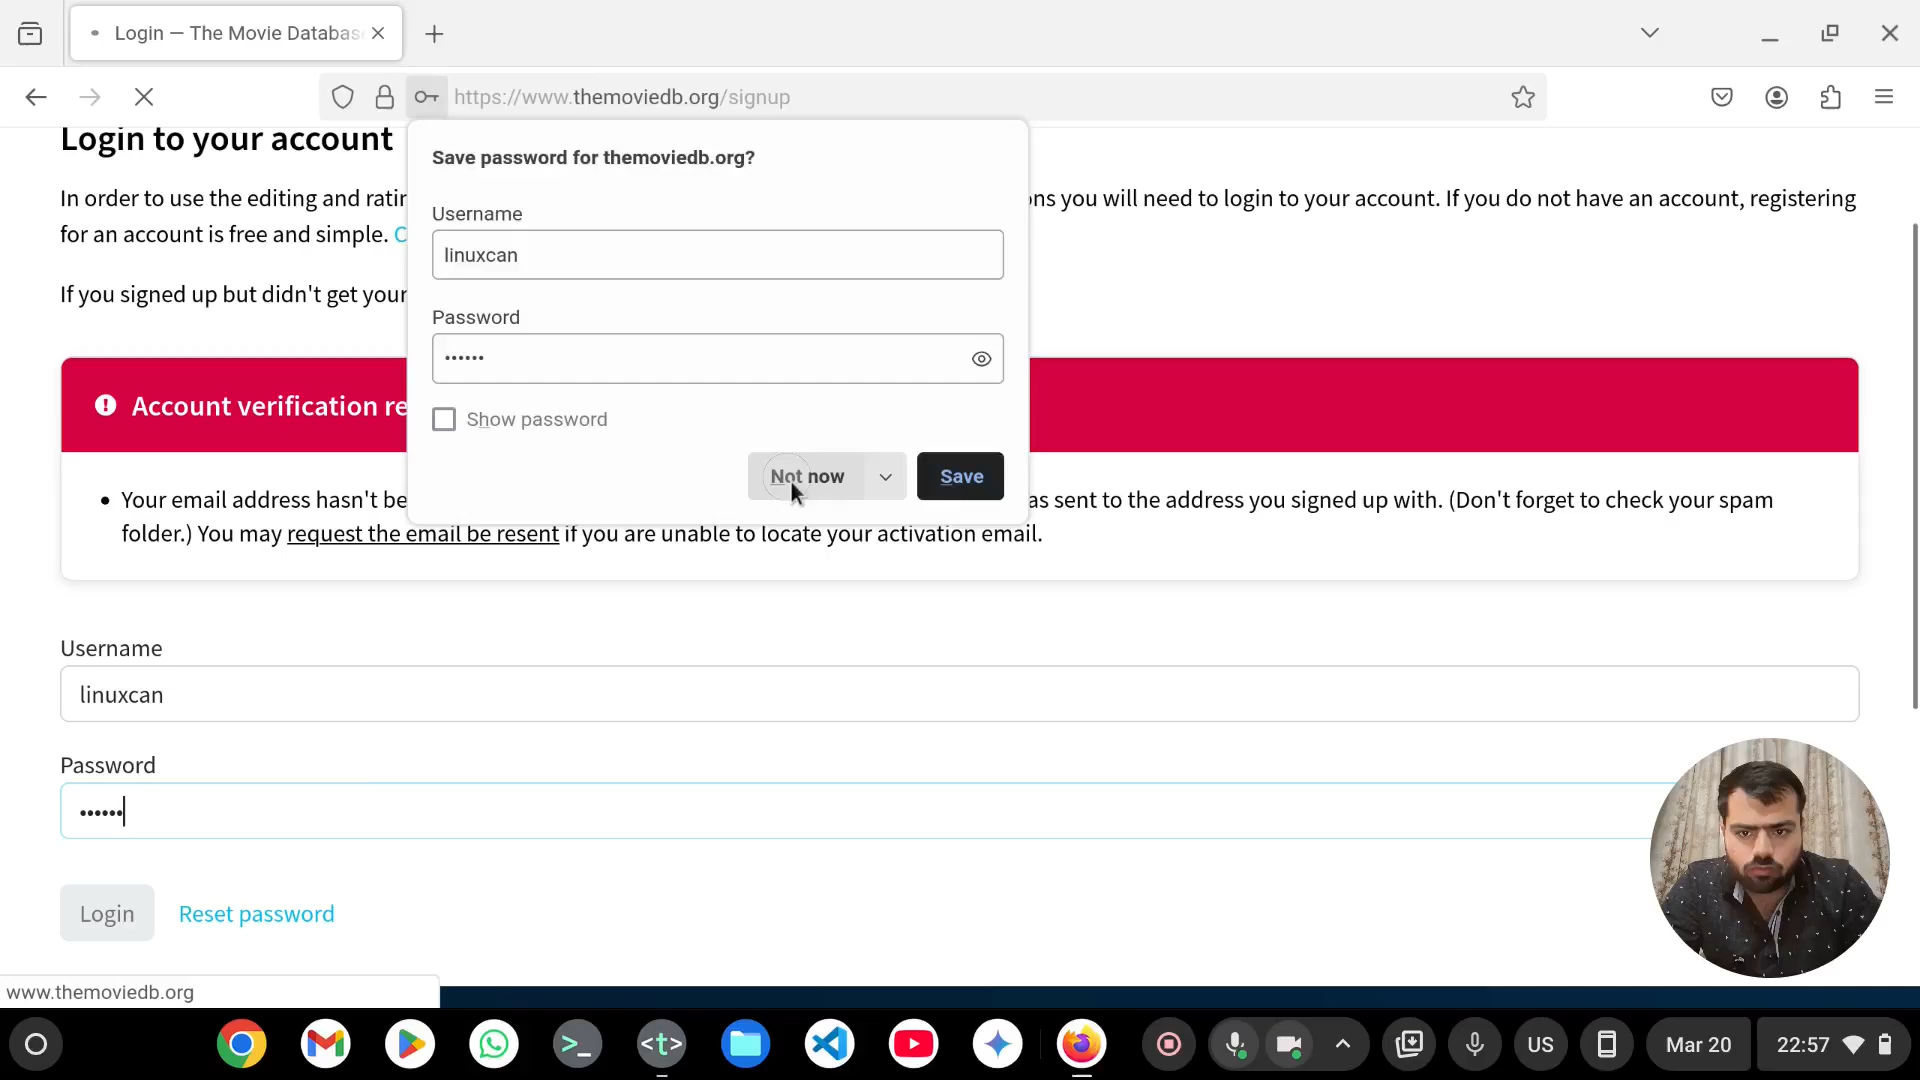 Login — The Movie Databas
https://www.themoviedb.org/signup
Login to your account
Save password for themoviedb.org?
In order to use the editing and ratin
ns you will need to login to your account. If you do not have an account, registering
for an account is free and simple. C
Username
linuxcan
If you signed up but didn't get your
Password
••••••
Show password
Account verification re
Not now
Save
• Your email address hasn't be
as sent to the address you signed up with. (Don't forget to check your spam
folder.) You may request the email be resent if you are unable to locate your activation email.
Username
linuxcan
Password
••••••
Login Reset password
www.themoviedb.org
>_
<t>
US
Mar 20
22:57